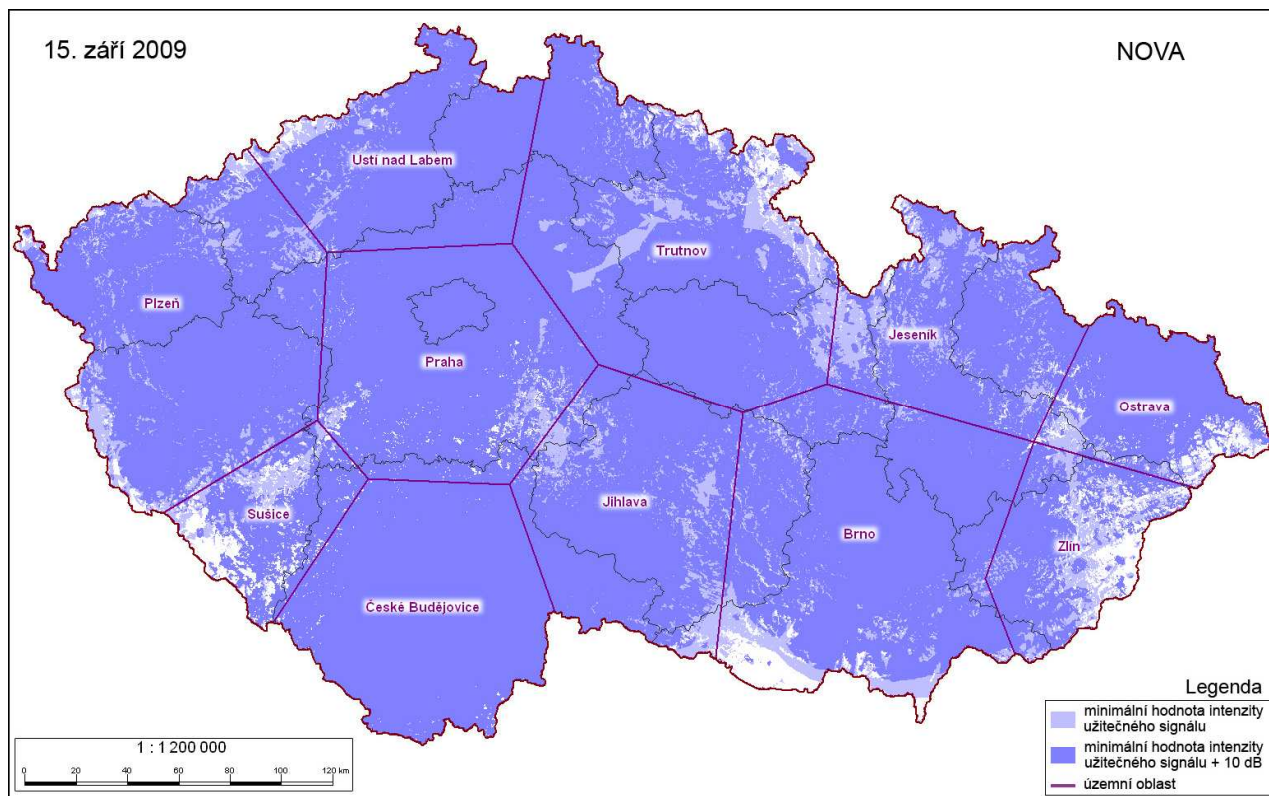 15. září 2009
NOVA
Ústí nad Labem
Trutnov
Plzeň
Jeseník
Praha
Ostrava
Sušice
Jihlava
Brno
Zlín
České Budějovice
Legenda
minimální hodnota intenzity
užitečného signálu
minimální hodnota intenzity
užitečného signálu + 10 dB
územní oblast
1 : 1 200 000
0 20 40 60 80 100 120 km